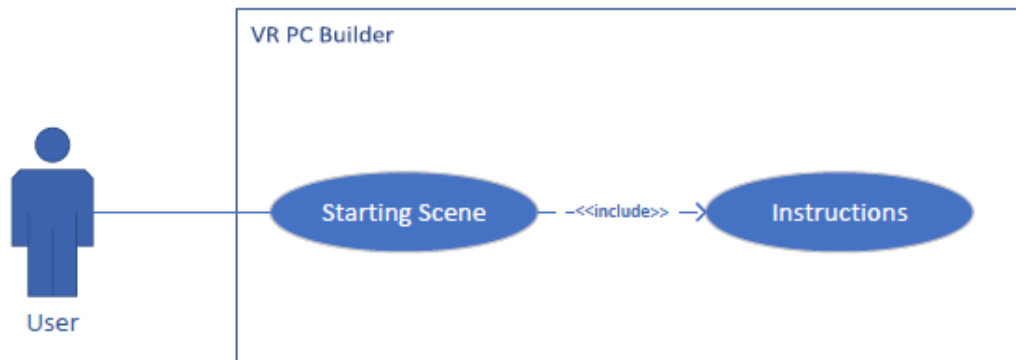 VR PC Builder
Starting Scene
<<include>>
Instructions
User